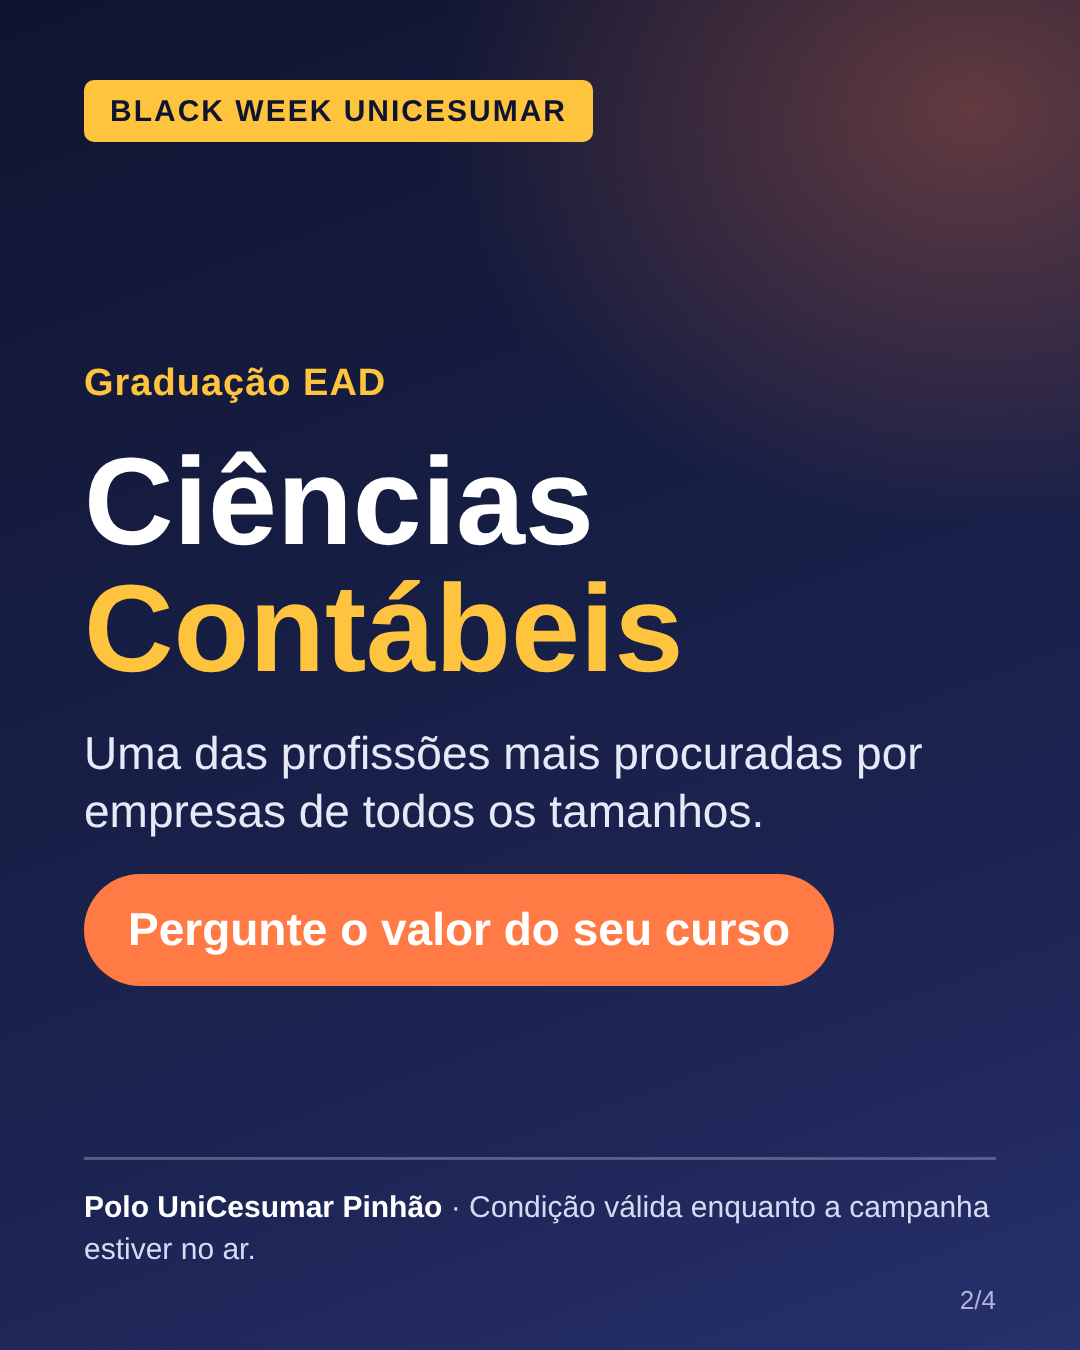 BLACK WEEK UNICESUMAR
Graduação EAD
Ciências
Contábeis
Uma das profissões mais procuradas por
empresas de todos os tamanhos.
Pergunte o valor do seu curso
Polo UniCesumar Pinhão · Condição válida enquanto a campanha
estiver no ar.
2/4